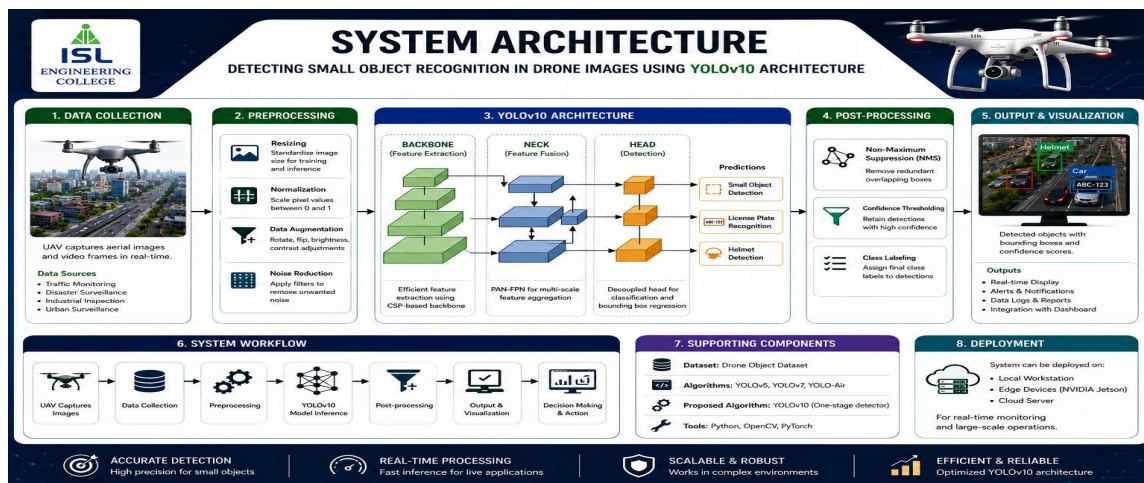 ISL
ENGINEERING
COLLEGE
SYSTEM ARCHITECTURE
DETECTING SMALL OBJECT RECOGNITION IN DRONE IMAGES USING YOLOv10 ARCHITECTURE
1. DATA COLLECTION
UAV captures aerial images
and video frames in real-time.
Data Sources
• Traffic Monitoring
• Disaster Surveillance
• Industrial Inspection
• Urban Surveillance
2. PREPROCESSING
Resizing
Standardize image
size for training
and inference
Normalization
Scale pixel values
between 0 and 1
Data Augmentation
Rotate, flip, brightness,
contrast adjustments
Noise Reduction
Apply filters to
remove unwanted
noise
3. YOLOv10 ARCHITECTURE
BACKBONE
(Feature Extraction)
Efficient feature
extraction using
CSP-based backbone
NECK
(Feature Fusion)
PAN-FPN for multi-scale
feature aggregation
HEAD
(Detection)
Decoupled head for
classification and
bounding box regression
Predictions
Small Object
Detection
ABC-123
License Plate
Recognition
Helmet
Detection
4. POST-PROCESSING
Non-Maximum
Suppression (NMS)
Remove redundant
overlapping boxes
Confidence Thresholding
Retain detections
with high confidence
Class Labeling
Assign final class
labels to detections
5. OUTPUT & VISUALIZATION
Helmet
Car
ABC-123
Detected objects with
bounding boxes and
confidence scores.
Outputs
• Real-time Display
• Alerts & Notifications
• Data Logs & Reports
• Integration with Dashboard
6. SYSTEM WORKFLOW
UAV Captures
Images
Data Collection
Preprocessing
YOLOv10
Model Inference
Post-processing
Output &
Visualization
Decision Making
& Action
7. SUPPORTING COMPONENTS
Dataset: Drone Object Dataset
Algorithms: YOLOv5, YOLOv7, YOLO-Air
Proposed Algorithm: YOLOv10 (One-stage detector)
Tools: Python, OpenCV, PyTorch
8. DEPLOYMENT
System can be deployed on:
• Local Workstation
• Edge Devices (NVIDIA Jetson)
• Cloud Server
For real-time monitoring
and large-scale operations.
ACCURATE DETECTION
High precision for small objects
REAL-TIME PROCESSING
Fast inference for live applications
SCALABLE & ROBUST
Works in complex environments
EFFICIENT & RELIABLE
Optimized YOLOv10 architecture